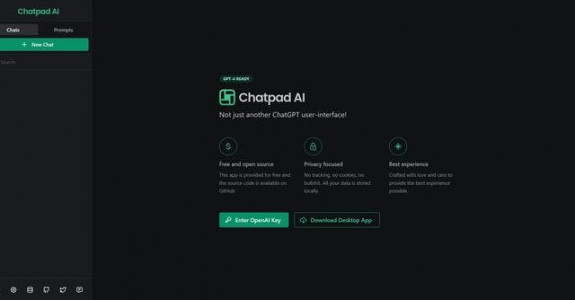 Chatpad AI
Chats
Prompts
+ New Chat
Search
GPT-4 READY
Chatpad AI
Not just another ChatGPT user-interface!
Free and open source
This app is provided for free and
the source code is available on
GitHub.
Privacy focused
No tracking, no cookies, no
bullshit. All your data is stored
locally.
Best experience
Crafted with love and care to
provide the best experience
possible.
Enter OpenAI Key
Download Desktop App